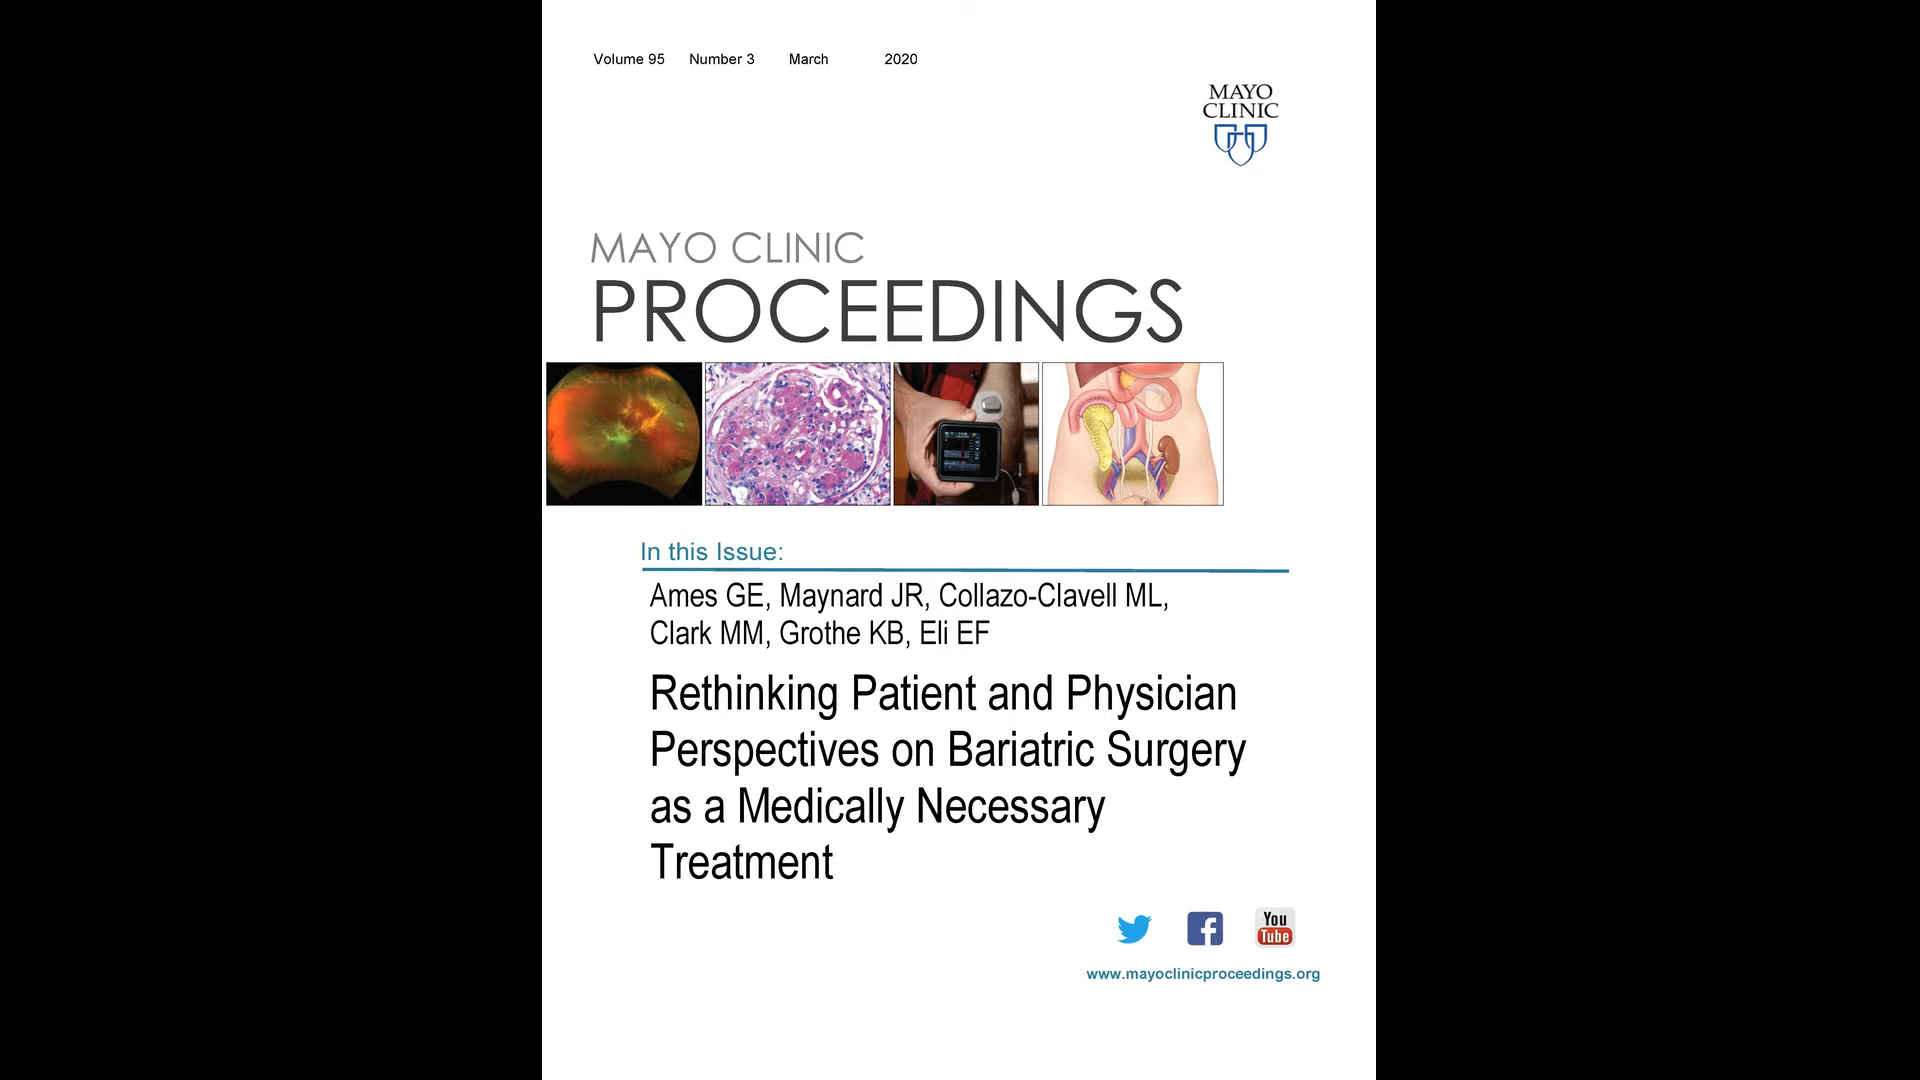 Volume 95 Number 3 March 2020
MAYO
CLINIC
MAYO CLINIC
PROCEEDINGS
In this Issue:
Ames GE, Maynard JR, Collazo-Clavell ML,
Clark MM, Grothe KB, Eli EF
Rethinking Patient and Physician
Perspectives on Bariatric Surgery
as a Medically Necessary
Treatment
You
Tube
www.mayoclinicproceedings.org